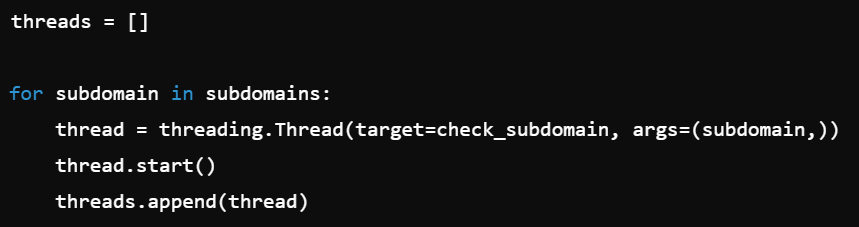 threads = []
for subdomain in subdomains:
    thread = threading.Thread(target=check_subdomain, args=(subdomain,))
    thread.start()
    threads.append(thread)